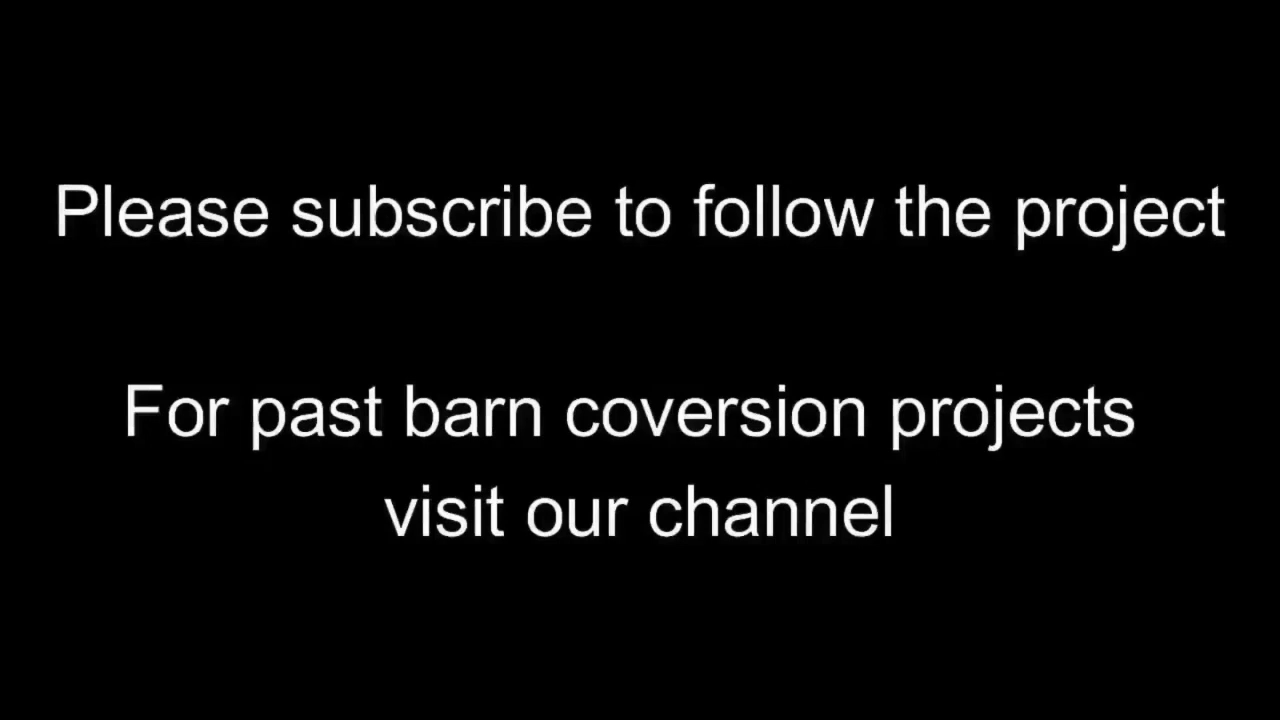 Please subscribe to follow the project
For past barn coversion projects
visit our channel